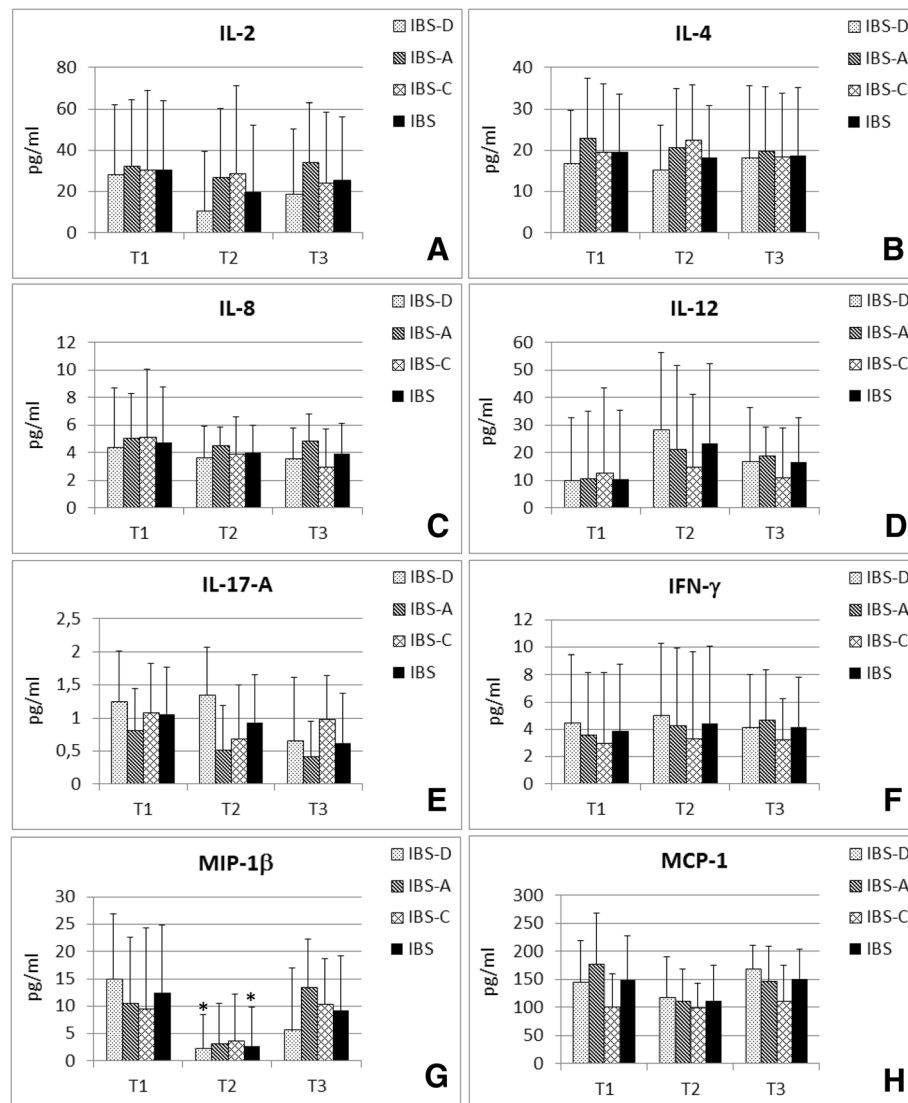 IL-2
IBS-D
IBS-A
IBS-C
IBS
pg/ml
80
60
40
20
0
T1 T2 T3
A
IL-4
IBS-D
IBS-A
IBS-C
IBS
pg/ml
40
30
20
10
0
T1 T2 T3
B
IL-8
IBS-D
IBS-A
IBS-C
IBS
pg/ml
12
10
8
6
4
2
0
T1 T2 T3
C
IL-12
IBS-D
IBS-A
IBS-C
IBS
pg/ml
60
50
40
30
20
10
0
T1 T2 T3
D
IL-17-A
IBS-D
IBS-A
IBS-C
IBS
pg/ml
2,5
2
1,5
1
0,5
0
T1 T2 T3
E
IFN-γ
IBS-D
IBS-A
IBS-C
IBS
pg/ml
12
10
8
6
4
2
0
T1 T2 T3
F
MIP-1β
IBS-D
IBS-A
IBS-C
IBS
pg/ml
30
25
20
15
10
5
0
* *
T1 T2 T3
G
MCP-1
IBS-D
IBS-A
IBS-C
IBS
pg/ml
300
250
200
150
100
50
0
T1 T2 T3
H